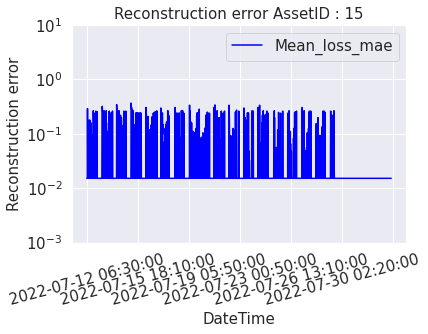 Reconstruction error AssetID : 15
Mean_loss_mae
Reconstruction error
10^1
10^0
10^-1
10^-2
10^-3
2022-07-12 06:30:00
2022-07-15 18:10:00
2022-07-19 05:50:00
2022-07-23 00:50:00
2022-07-26 13:10:00
2022-07-30 02:20:00
DateTime